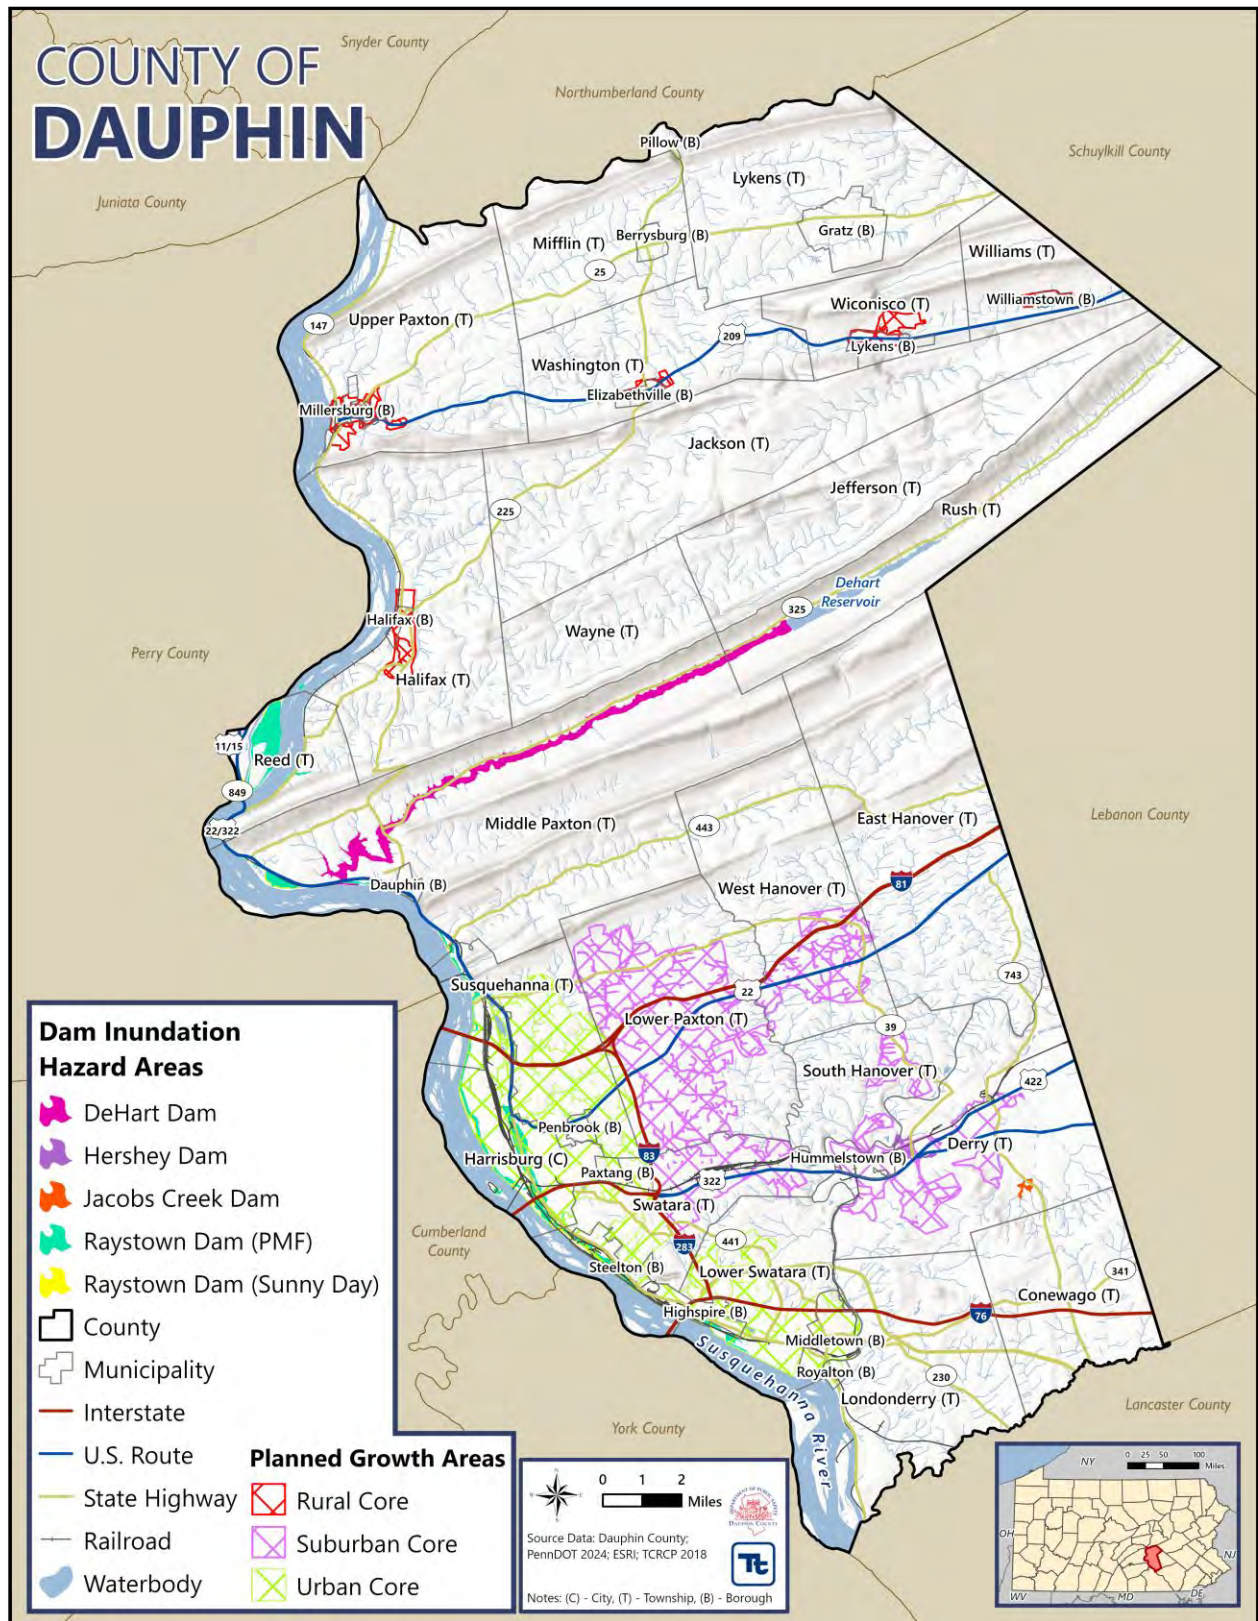 COUNTY OF
DAUPHIN
Snyder County
Northumberland County
Schuylkill County
Juniata County
Pillow (B)
Lykens (T)
Mifflin (T)
Berrysburg (B)
Gratz (B)
Williams (T)
25
147
Upper Paxton (T)
Wiconisco (T)
Williamstown (B)
209
Lykens (B)
Washington (T)
Elizabethville (B)
Millersburg (B)
Jackson (T)
Jefferson (T)
Rush (T)
225
Dehart
Reservoir
325
Halifax (B)
Wayne (T)
Perry County
Halifax (T)
11/15
Reed (T)
849
22/322
Middle Paxton (T)
443
East Hanover (T)
Lebanon County
Dauphin (B)
West Hanover (T)
81
743
Susquehanna (T)
22
Lower Paxton (T)
39
South Hanover (T)
422
Penbrook (B)
Derry (T)
Harrisburg (C)
83
Hummelstown (B)
Paxtang (B)
322
Swatara (T)
Cumberland
County
441
283
Steelton (B)
Lower Swatara (T)
341
Conewago (T)
Highspire (B)
76
Middletown (B)
Susquehanna River
Royalton (B)
230
Londonderry (T)
York County
Lancaster County
Dam Inundation
Hazard Areas
DeHart Dam
Hershey Dam
Jacobs Creek Dam
Raystown Dam (PMF)
Raystown Dam (Sunny Day)
County
Municipality
Interstate
U.S. Route
State Highway
Railroad
Waterbody
Planned Growth Areas
Rural Core
Suburban Core
Urban Core
N
0 1 2
Miles
DAUPHIN COUNTY
Source Data: Dauphin County;
PennDOT 2024; ESRI; TCRCP 2018
Tt
Notes: (C) - City, (T) - Township, (B) - Borough
0 25 50 100
Miles
NY
OH
NJ
WV
MD
DE